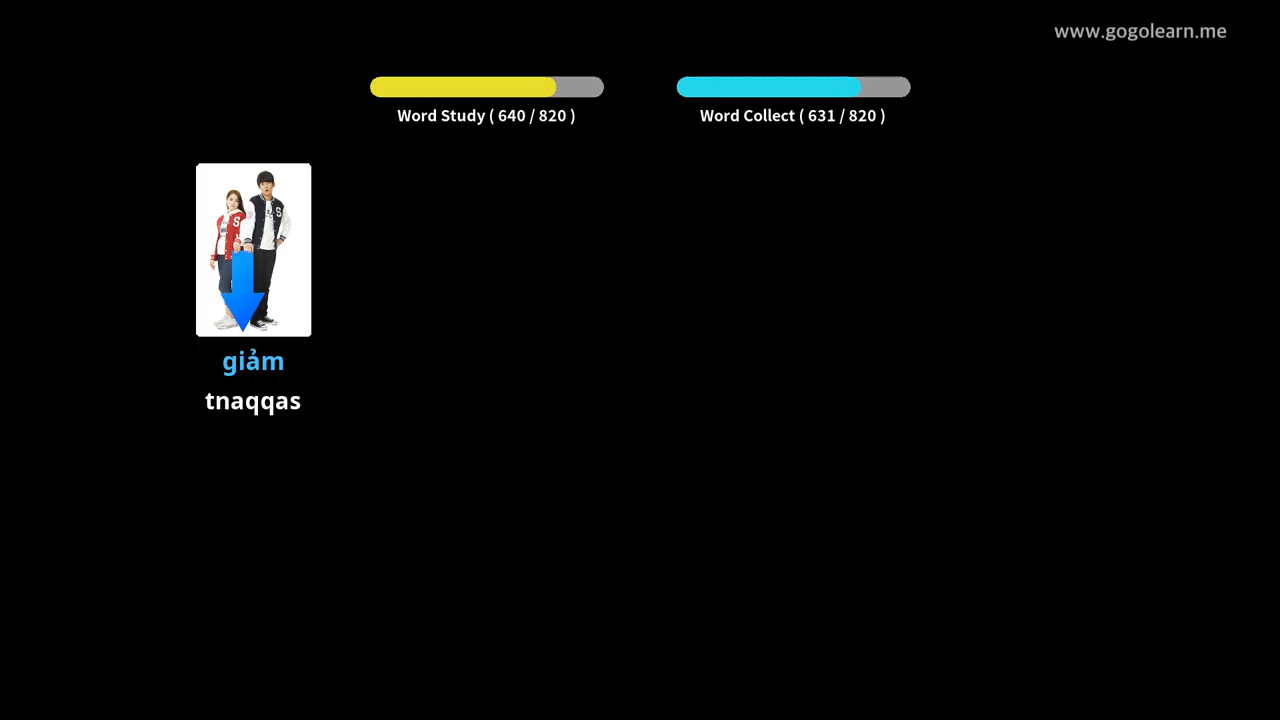 www.gogolearn.me
Word Study ( 640 / 820 )
Word Collect ( 631 / 820 )
S
S
giảm
tnaqqas